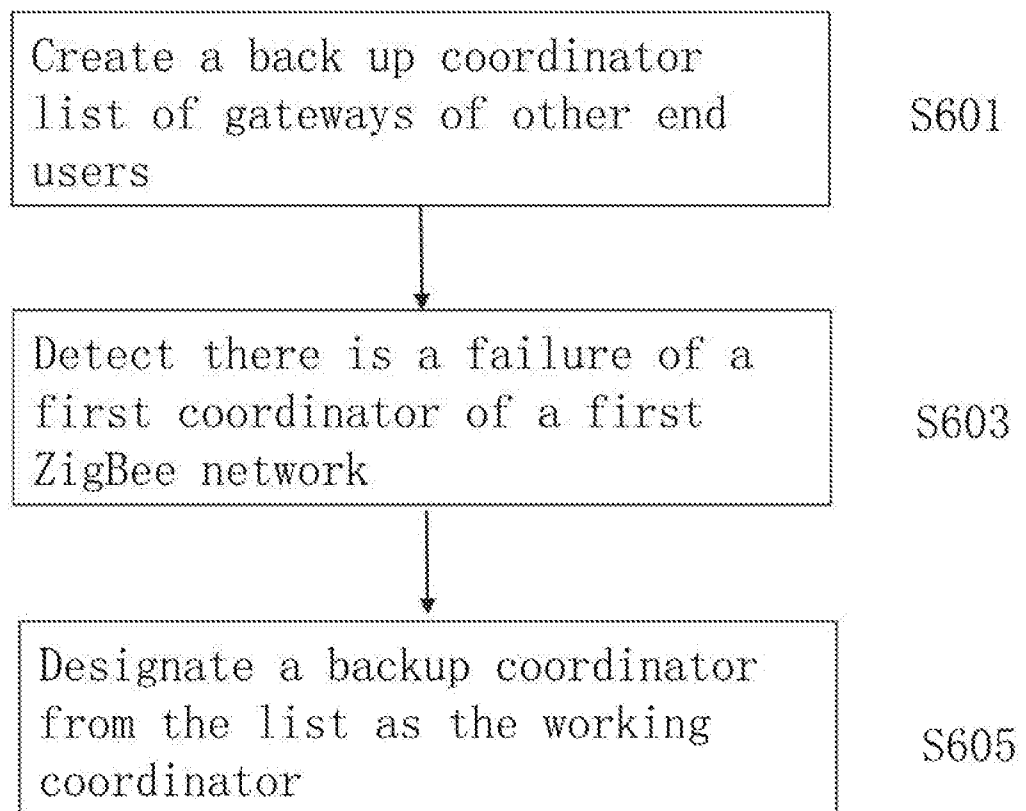 Create a back up coordinator
list of gateways of other end
users
S601
Detect there is a failure of a
first coordinator of a first
ZigBee network
S603
Designate a backup coordinator
from the list as the working
coordinator
S605